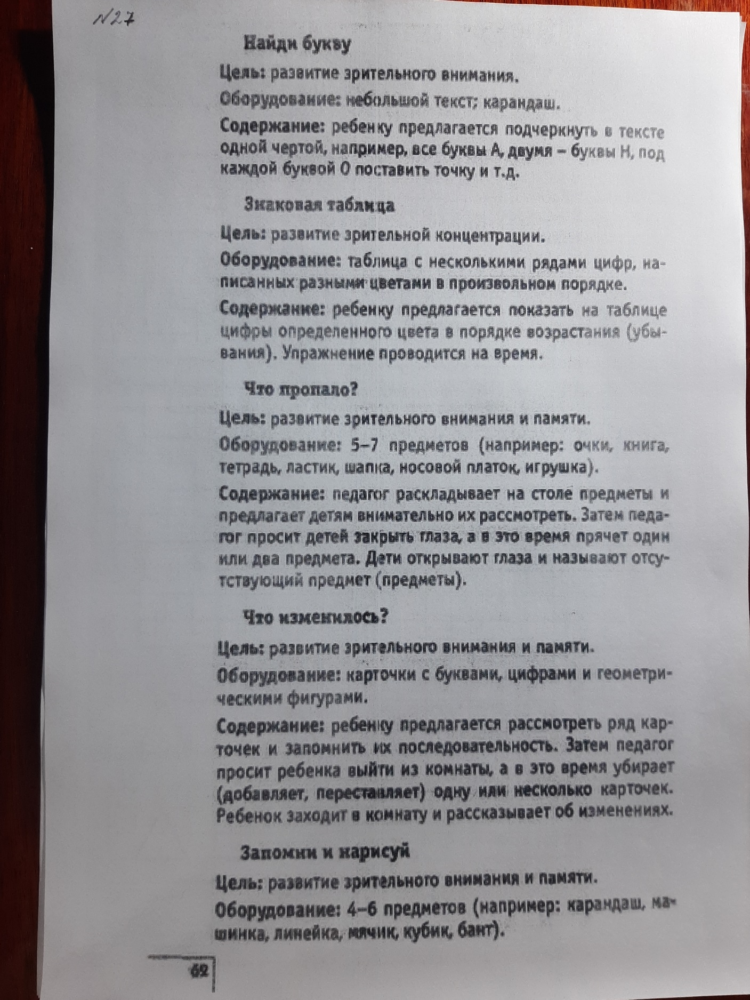 №27
Найди букву
Цель: развитие зрительного внимания.
Оборудование: небольшой текст; карандаш.
Содержание: ребенку предлагается подчеркнуть в тексте
одной чертой, например, все буквы А, двумя – буквы Н, под
каждой буквой О поставить точку и т.д.
Знаковая таблица
Цель: развитие зрительной концентрации.
Оборудование: таблица с несколькими рядами цифр, на-
писанных разными цветами в произвольном порядке.
Содержание: ребенку предлагается показать на таблице
цифры определенного цвета в порядке возрастания (убы-
вания). Упражнение проводится на время.
Что пропало?
Цель: развитие зрительного внимания и памяти.
Оборудование: 5–7 предметов (например: очки, книга,
тетрадь, ластик, шапка, носовой платок, игрушка).
Содержание: педагог раскладывает на столе предметы и
предлагает детям внимательно их рассмотреть. Затем педа-
гог просит детей закрыть глаза, а в это время прячет один
или два предмета. Дети открывают глаза и называют отсу-
тствующий предмет (предметы).
Что изменилось?
Цель: развитие зрительного внимания и памяти.
Оборудование: карточки с буквами, цифрами и геометри-
ческими фигурами.
Содержание: ребенку предлагается рассмотреть ряд кар-
точек и запомнить их последовательность. Затем педагог
просит ребенка выйти из комнаты, а в это время убирает
(добавляет, переставляет) одну или несколько карточек.
Ребенок заходит в комнату и рассказывает об изменениях.
Запомни и нарисуй
Цель: развитие зрительного внимания и памяти.
Оборудование: 4–6 предметов (например: карандаш, ма-
шинка, линейка, мячик, кубик, бант).
62